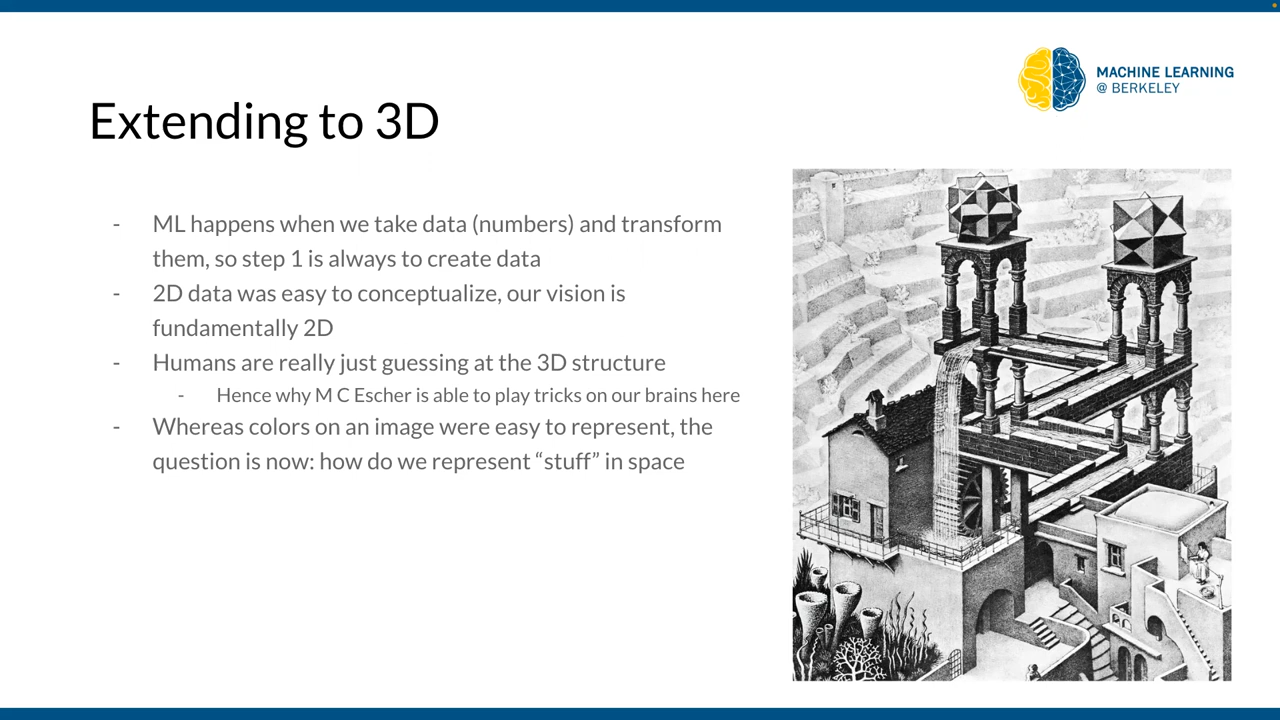 MACHINE LEARNING
@ BERKELEY
Extending to 3D
- ML happens when we take data (numbers) and transform
them, so step 1 is always to create data
- 2D data was easy to conceptualize, our vision is
fundamentally 2D
- Humans are really just guessing at the 3D structure
- Hence why M C Escher is able to play tricks on our brains here
- Whereas colors on an image were easy to represent, the
question is now: how do we represent “stuff” in space